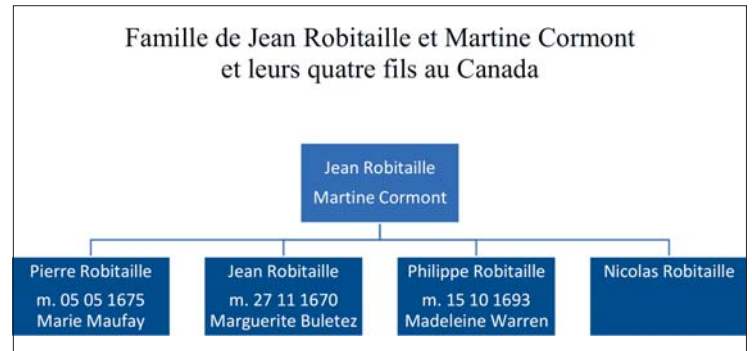 Famille de Jean Robitaille et Martine Cormont
et leurs quatre fils au Canada
Jean Robitaille
Martine Cormont
Pierre Robitaille
m. 05 05 1675
Marie Maufay
Jean Robitaille
m. 27 11 1670
Marguerite Buletez
Philippe Robitaille
m. 15 10 1693
Madeleine Warren
Nicolas Robitaille